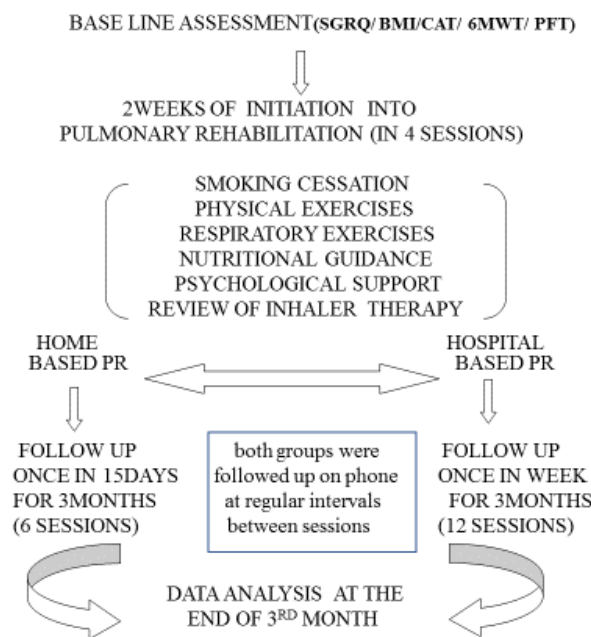 BASE LINE ASSESSMENT(SGRQ/ BMI/CAT/ 6MWT/ PFT)
2WEEKS OF INITIATION INTO
PULMONARY REHABILITATION (IN 4 SESSIONS)
SMOKING CESSATION
PHYSICAL EXERCISES
RESPIRATORY EXERCISES
NUTRITIONAL GUIDANCE
PSYCHOLOGICAL SUPPORT
REVIEW OF INHALER THERAPY
HOME
BASED PR
HOSPITAL
BASED PR
FOLLOW UP
ONCE IN 15DAYS
FOR 3MONTHS
(6 SESSIONS)
both groups were
followed up on phone
at regular intervals
between sessions
FOLLOW UP
ONCE IN WEEK
FOR 3MONTHS
(12 SESSIONS)
DATA ANALYSIS AT THE
END OF 3RD MONTH